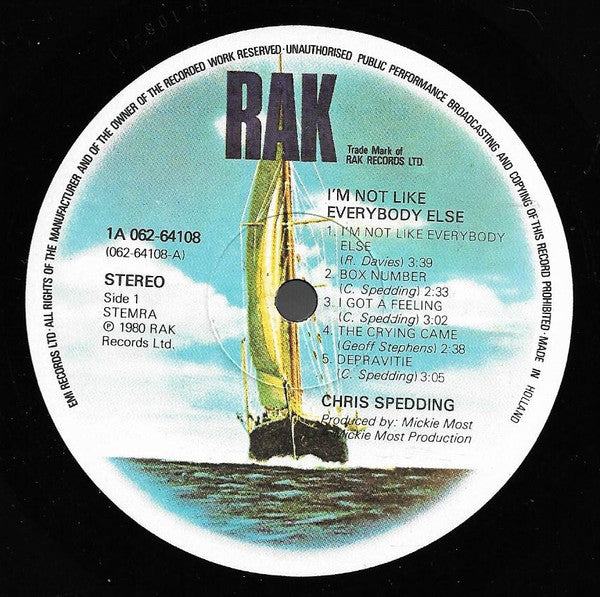 EMI RECORDS LTD·ALL RIGHTS OF THE MANUFACTURER AND OF THE OWNER OF THE RECORDED WORK RESERVED·UNAUTHORISED PUBLIC PERFORMANCE BROADCASTING AND COPYING OF THIS RECORD PROHIBITED·MADE IN HOLLAND
RAK
Trade Mark of
RAK RECORDS LTD.
1A 062-64108
(062-64108-A)
STEREO
Side 1
STEMRA
℗ 1980 RAK
Records Ltd.
I'M NOT LIKE
EVERYBODY ELSE
1. I'M NOT LIKE EVERYBODY
ELSE
(R. Davies) 3:39
2. BOX NUMBER
(C. Spedding) 2:33
3. I GOT A FEELING
(C. Spedding) 3:02
4. THE CRYING CAME
(Geoff Stephens) 2:38
5. DEPRAVITIE
(C. Spedding) 3:05
CHRIS SPEDDING
Produced by: Mickie Most
Mickie Most Production